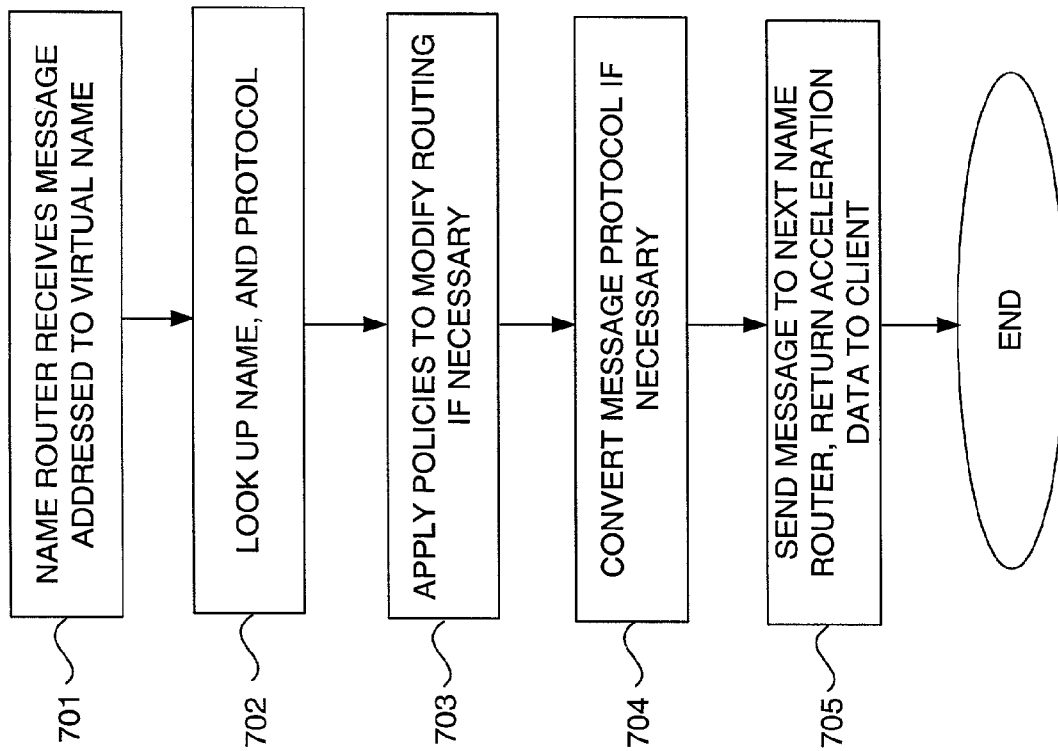 701
NAME ROUTER RECEIVES MESSAGE
ADDRESSED TO VIRTUAL NAME
702
LOOK UP NAME, AND PROTOCOL
703
APPLY POLICIES TO MODIFY ROUTING
IF NECESSARY
704
CONVERT MESSAGE PROTOCOL IF
NECESSARY
705
SEND MESSAGE TO NEXT NAME
ROUTER, RETURN ACCELERATION
DATA TO CLIENT
END